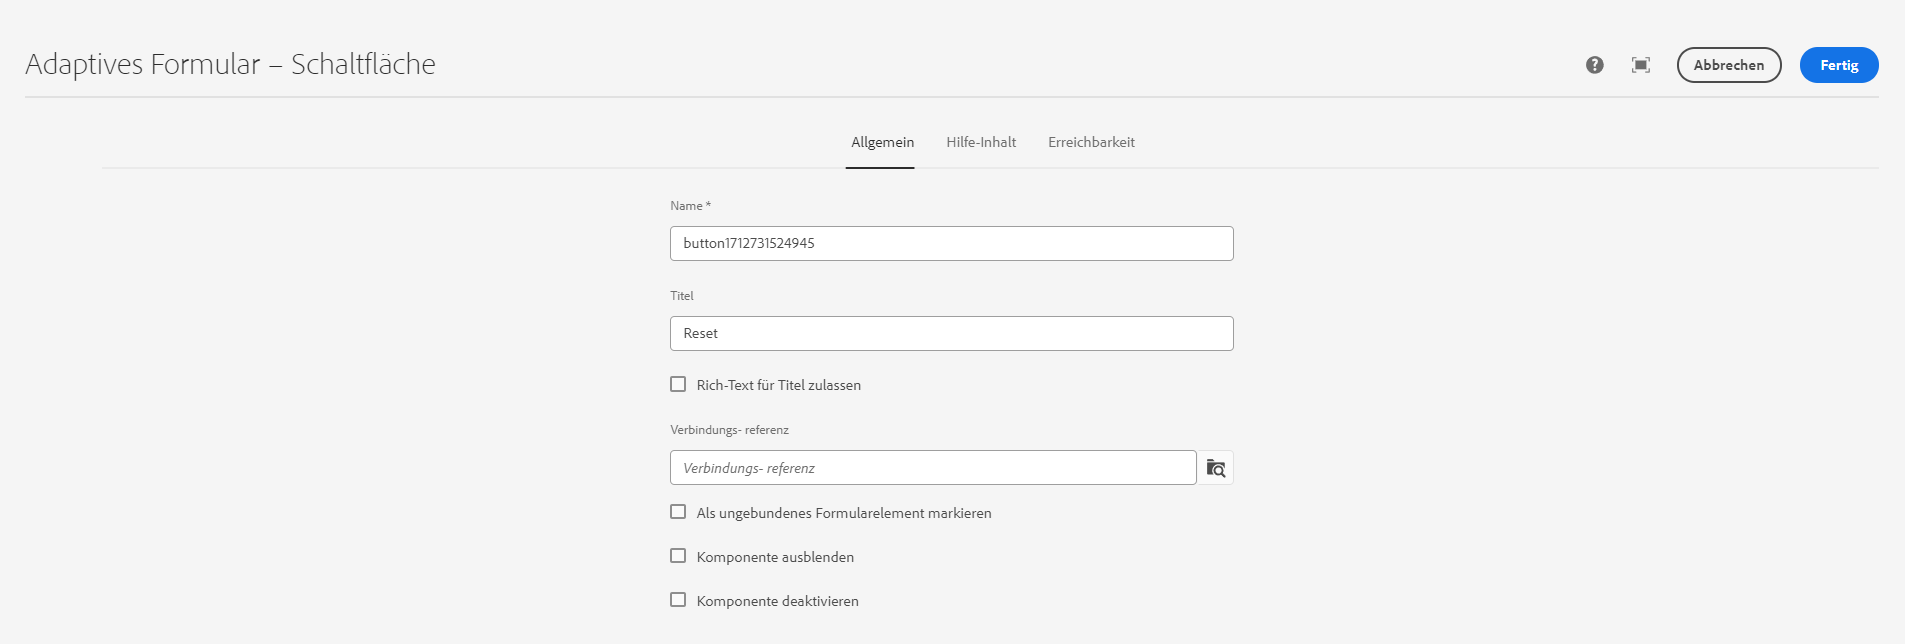 Adaptives Formular – Schaltfläche
Abbrechen
Fertig
Allgemein
Hilfe-Inhalt
Erreichbarkeit
Name *
button1712731524945
Titel
Reset
Rich-Text für Titel zulassen
Verbindungs- referenz
Verbindungs- referenz
Als ungebundenes Formularelement markieren
Komponente ausblenden
Komponente deaktivieren